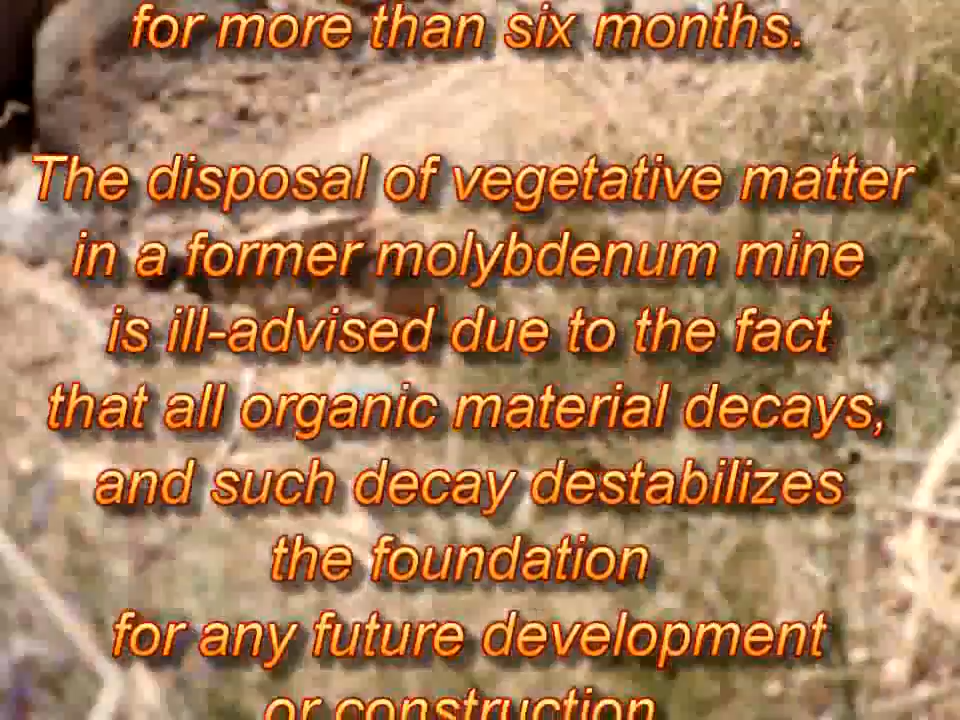 for more than six months.
The disposal of vegetative matter
in a former molybdenum mine
is ill-advised due to the fact
that all organic material decays,
and such decay destabilizes
the foundation
for any future development
or construction